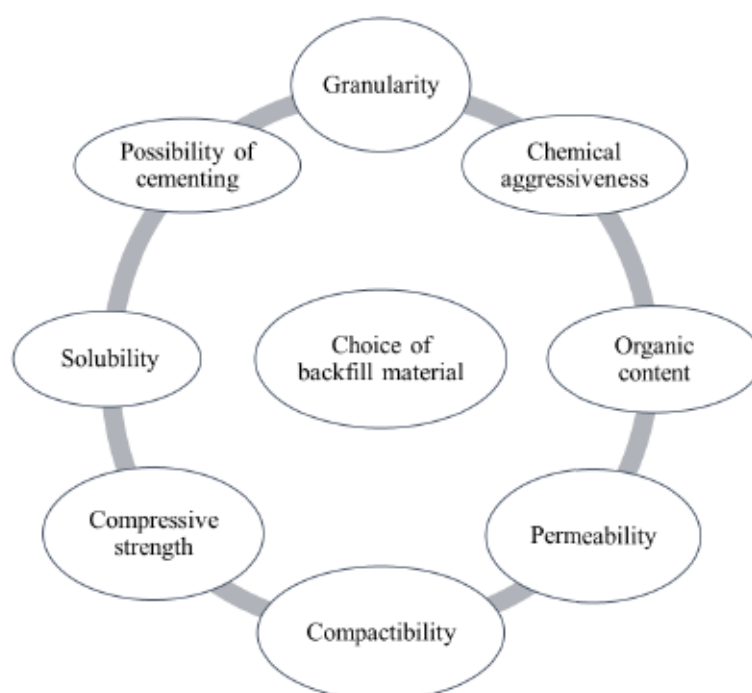 Granularity
Possibility of
cementing
Chemical
aggressiveness
Solubility
Choice of
backfill material
Organic
content
Compressive
strength
Permeability
Compactibility